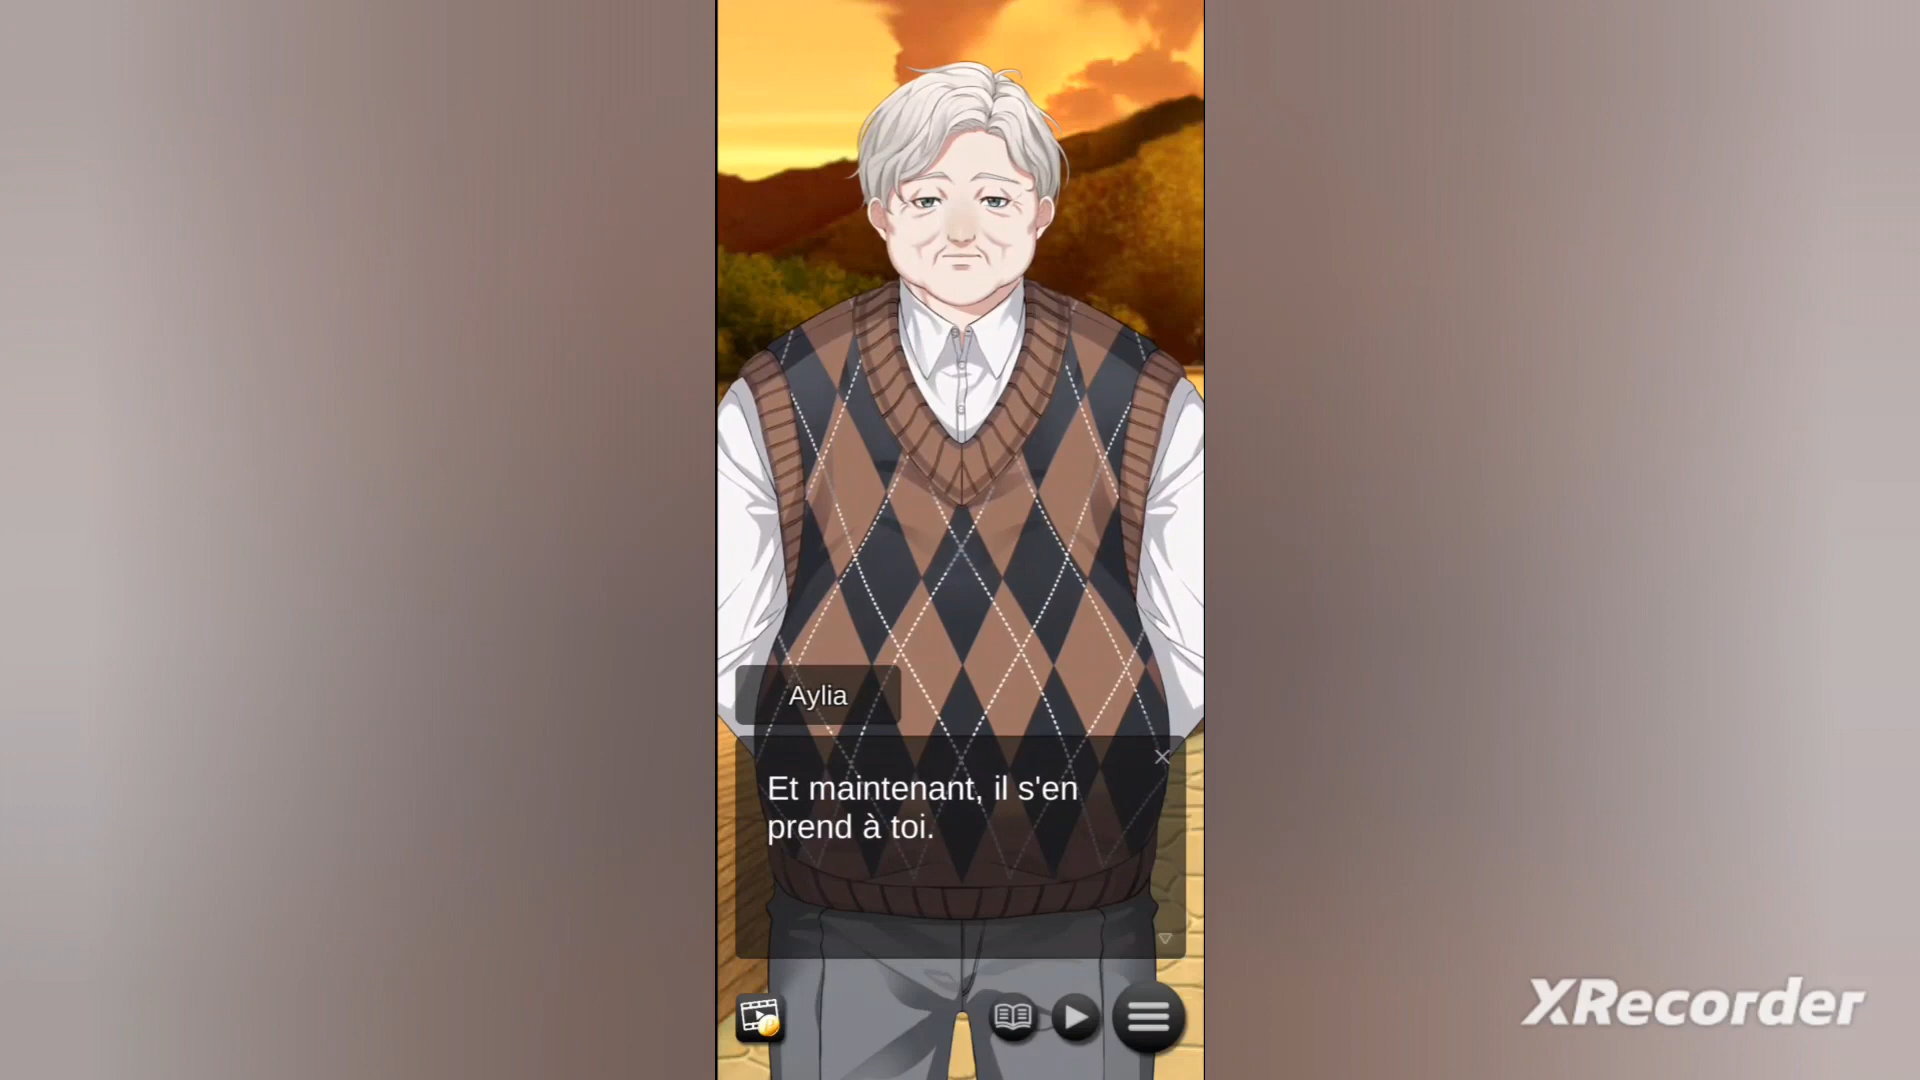 Aylia
Et maintenant, il s'en
prend à toi.
XRecorder